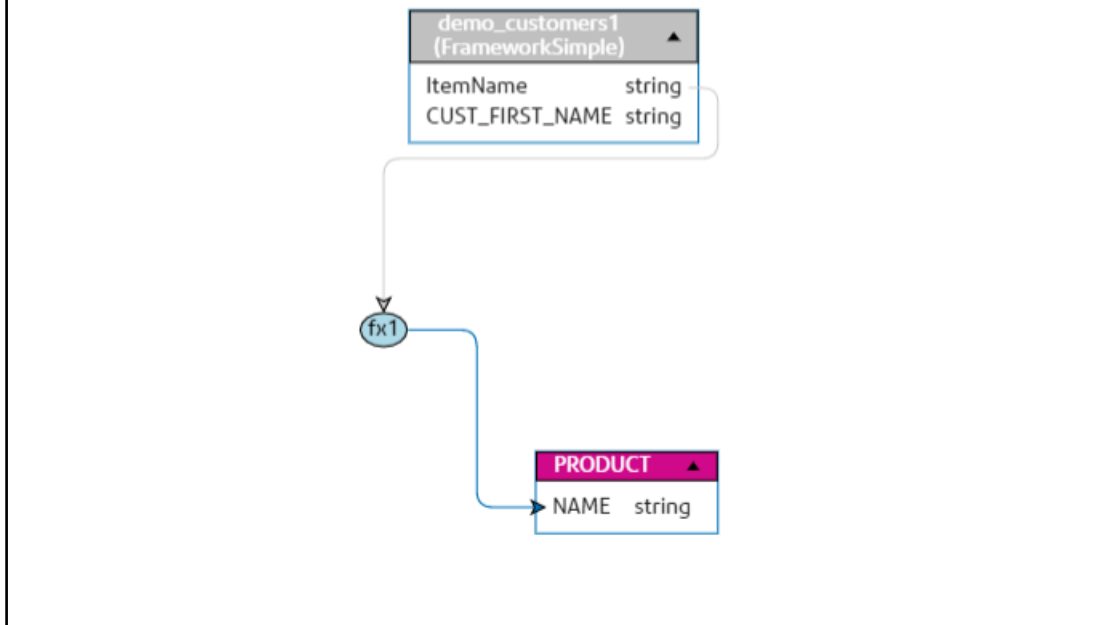 demo_customers1
(FrameworkSimple)
ItemName string
CUST_FIRST_NAME string
fx1
PRODUCT
NAME string